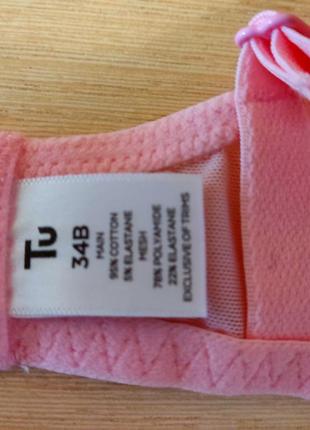 Tu
34B
MAIN
95% COTTON
5% ELASTANE
MESH
78% POLYAMIDE
22% ELASTANE
EXCLUSIVE OF TRIMS